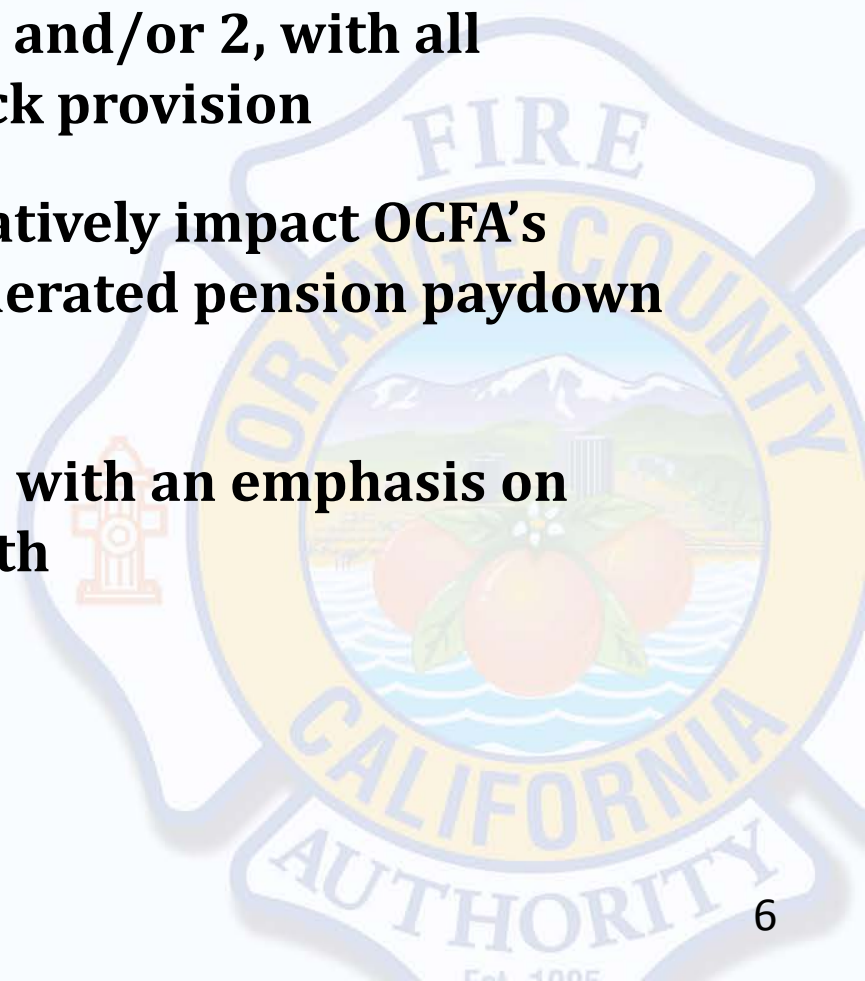 and/or 2, with all
ck provision
atively impact OCFA’s
lerated pension paydown
with an emphasis on
th
FIRE
ORANGE COUNTY
CALIFORNIA
AUTHORITY
6